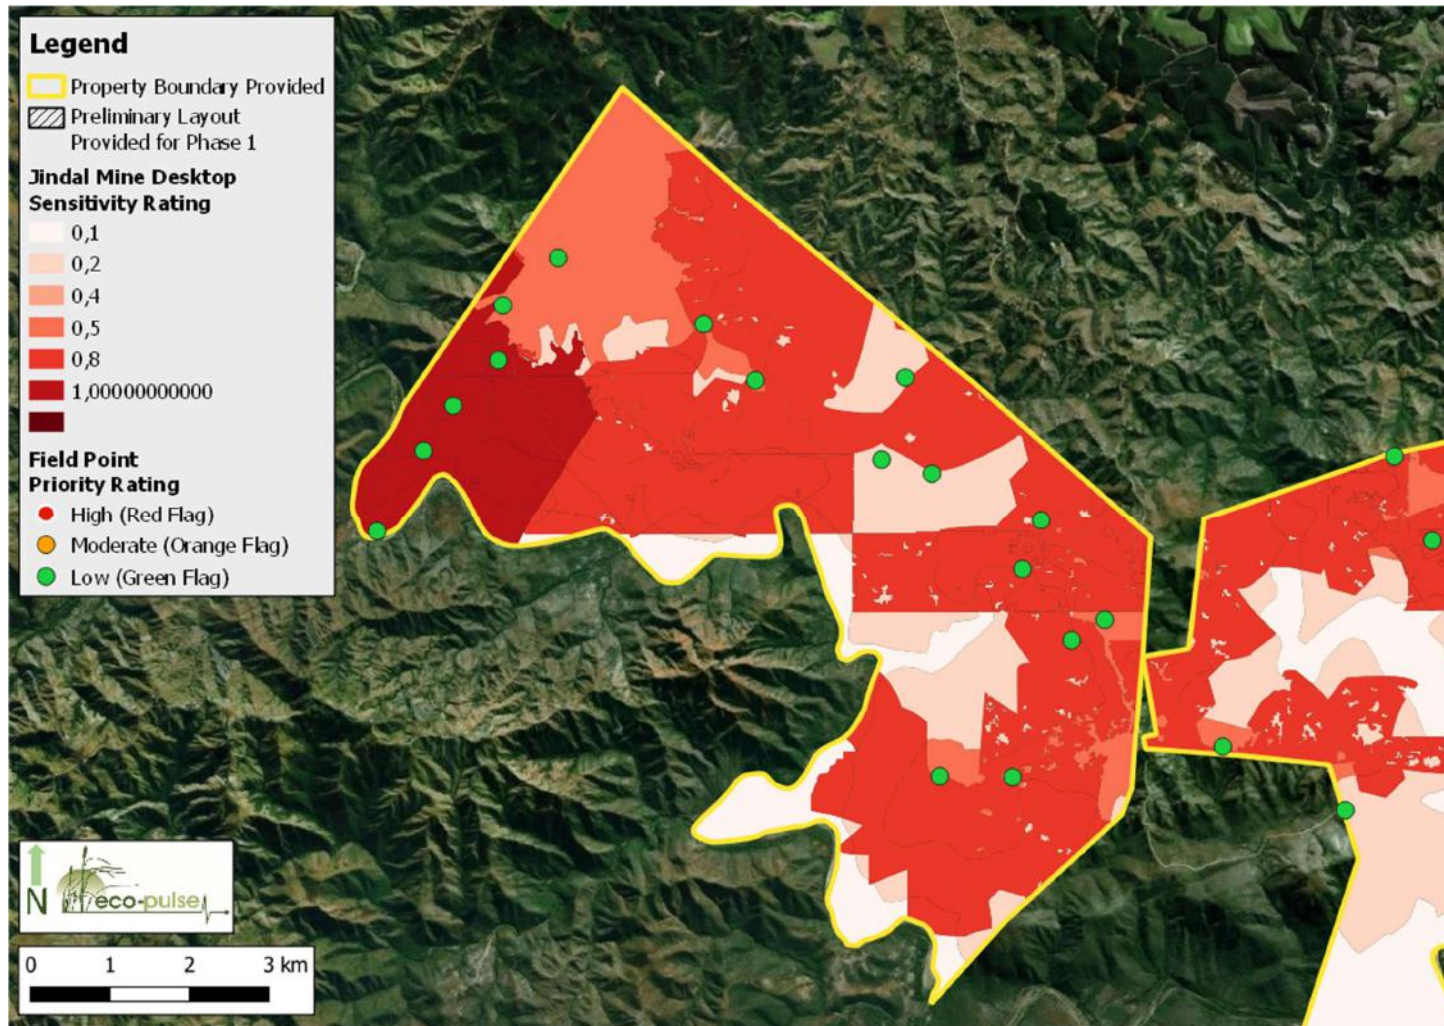 Legend
Property Boundary Provided
Preliminary Layout
Provided for Phase 1
Jindal Mine Desktop
Sensitivity Rating
0,1
0,2
0,4
0,5
0,8
1,00000000000
Field Point
Priority Rating
High (Red Flag)
Moderate (Orange Flag)
Low (Green Flag)
N
eco-pulse
0 1 2 3 km